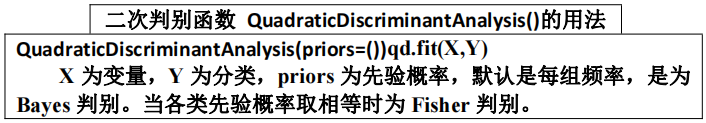 二次判别函数 QuadraticDiscriminantAnalysis()的用法
QuadraticDiscriminantAnalysis(priors=())qd.fit(X,Y)
X 为变量，Y 为分类，priors 为先验概率，默认是每组频率，是为
Bayes 判别。当各类先验概率取相等时为 Fisher 判别。